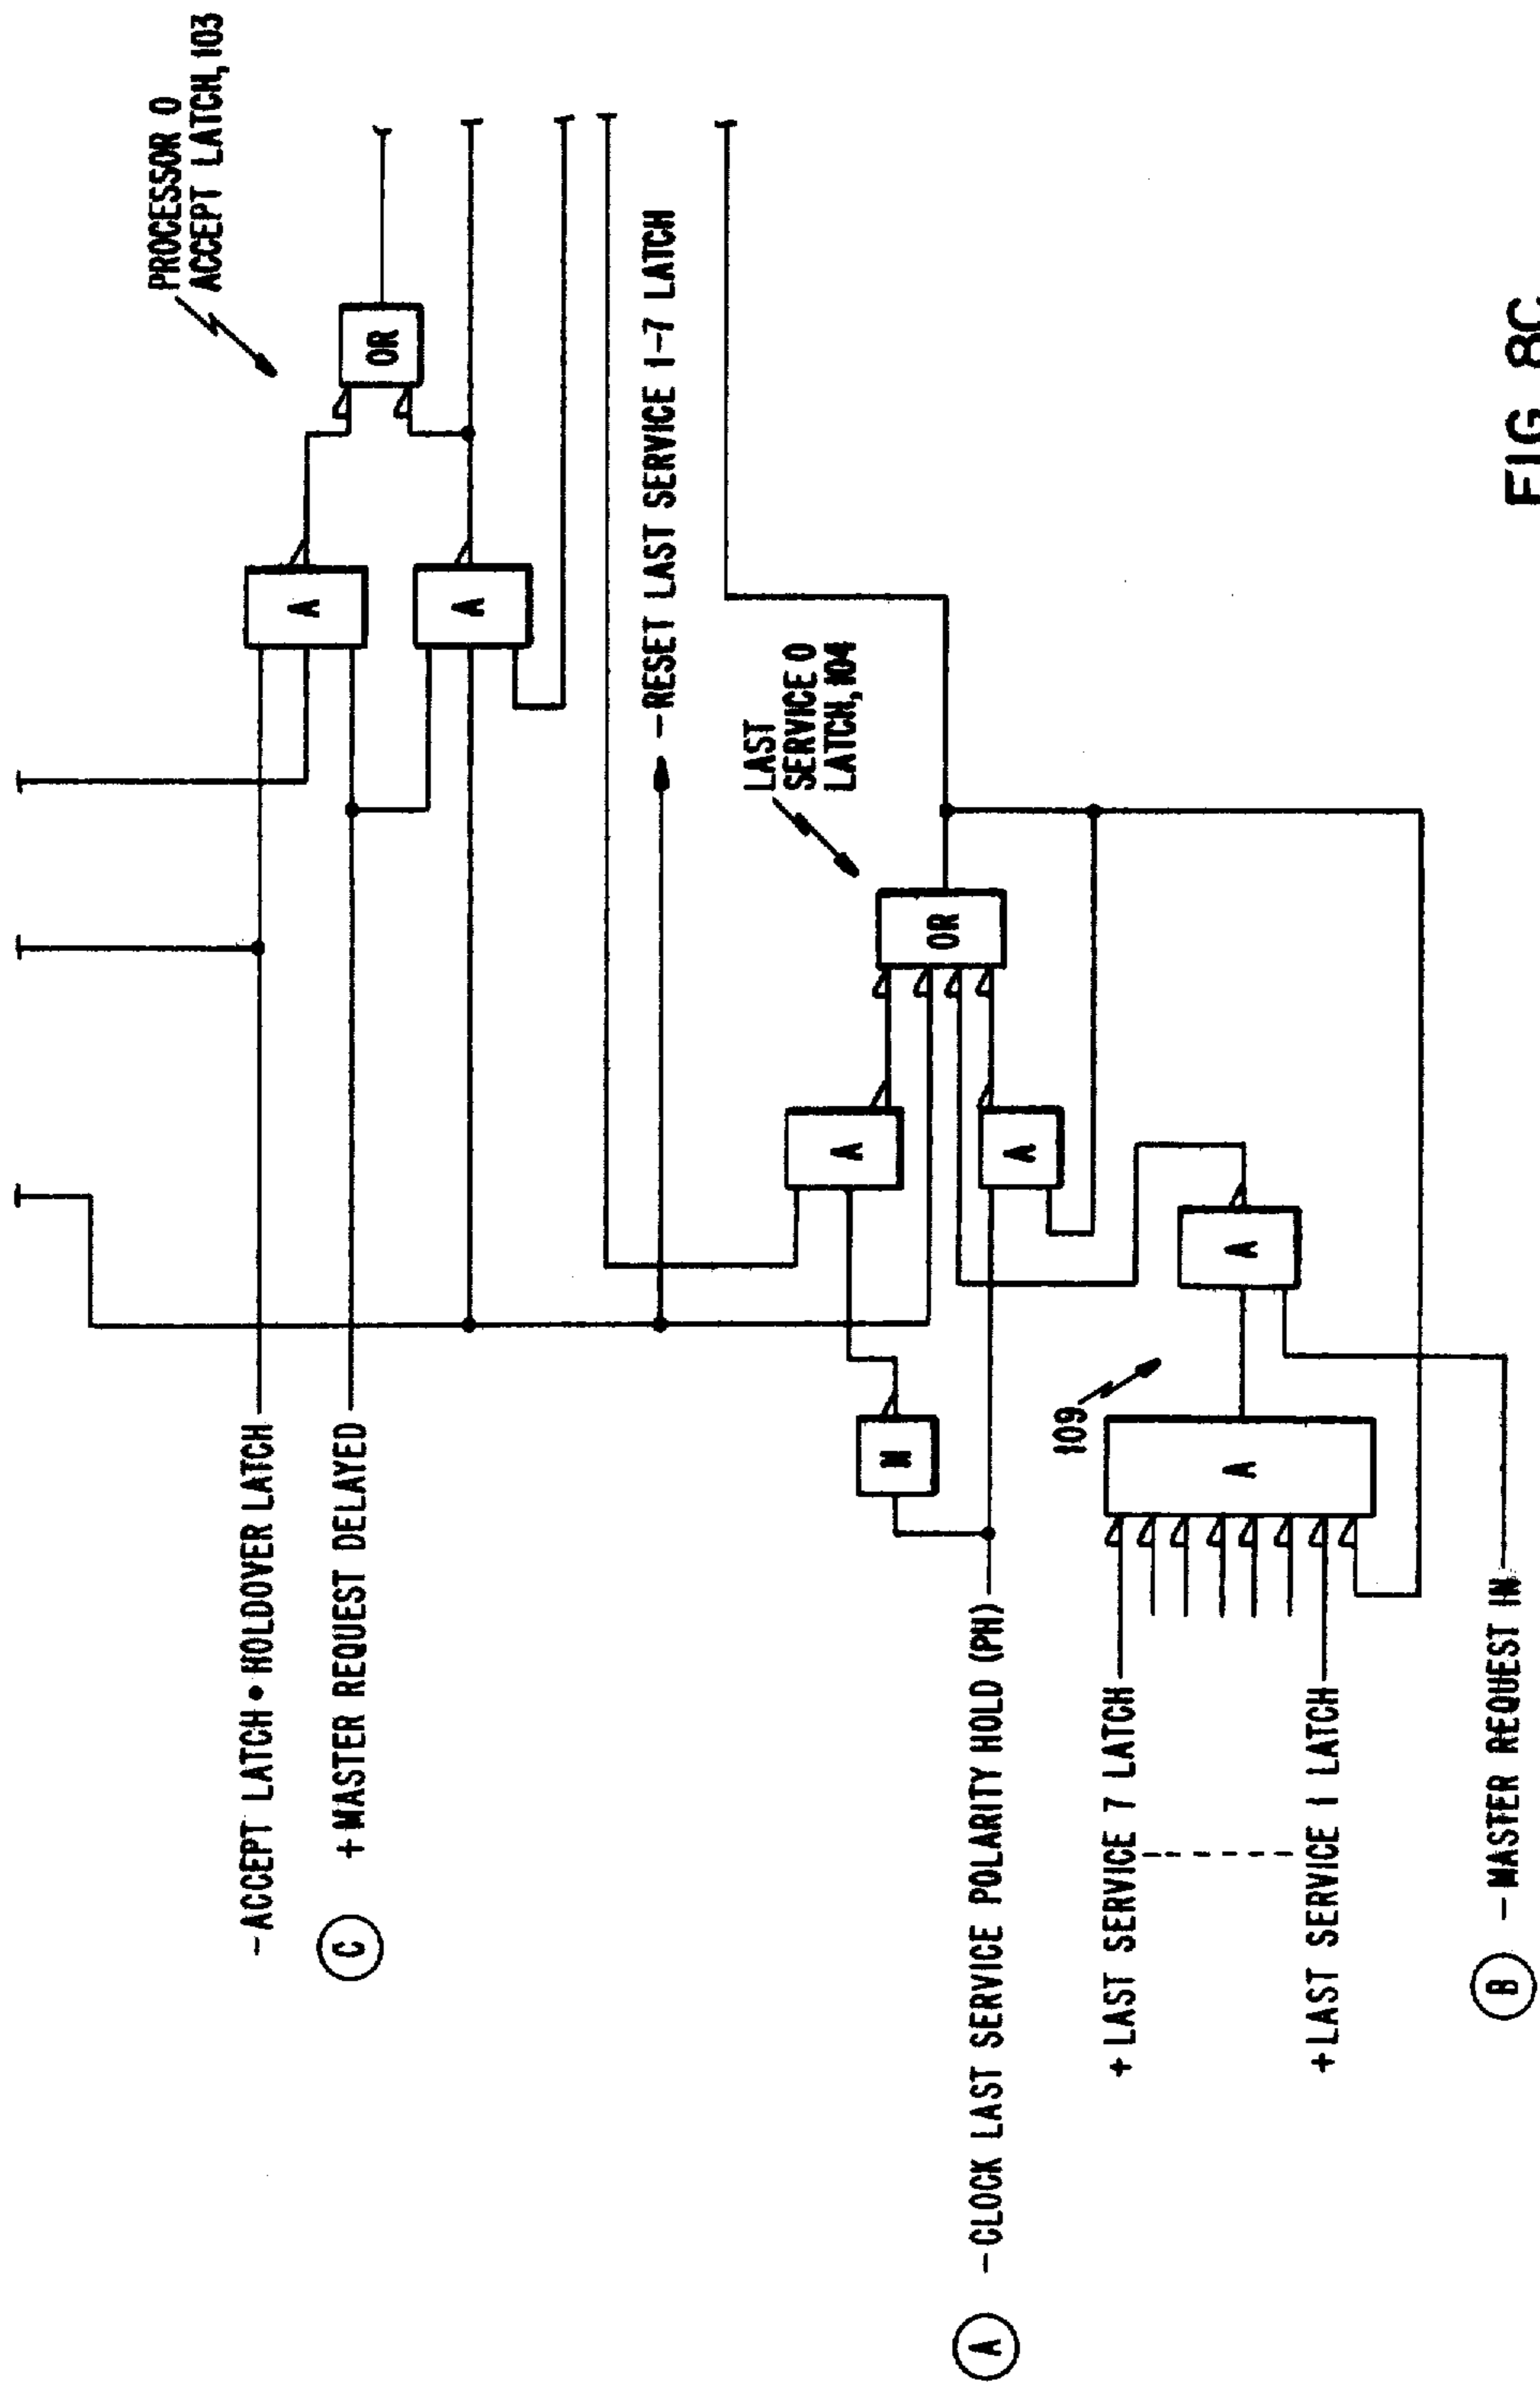 PROCESSOR 0
ACCEPT LATCH, 103
OR
A
A
-ACCEPT LATCH • HOLDOVER LATCH
C
+MASTER REQUEST DELAYED
-RESET LAST SERVICE 1-7 LATCH
LAST
SERVICE 0
LATCH, 104
OR
A
A
N
A
-CLOCK LAST SERVICE POLARITY HOLD (PH)
109
A
A
+LAST SERVICE 7 LATCH
+LAST SERVICE 1 LATCH
B
-MASTER REQUEST IN
FIG. 8C